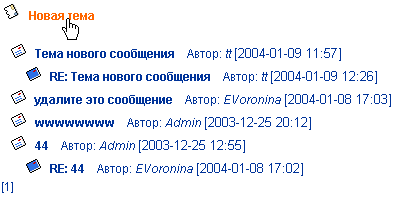 Новая тема
Тема нового сообщения Автор: tt [2004-01-09 11:57]
RE: Тема нового сообщения Автор: tt [2004-01-09 12:26]
удалите это сообщение Автор: EVoronina [2004-01-08 17:03]
wwwwwwww Автор: Admin [2003-12-25 20:12]
44 Автор: Admin [2003-12-25 12:55]
RE: 44 Автор: EVoronina [2004-01-08 17:02]
[1]